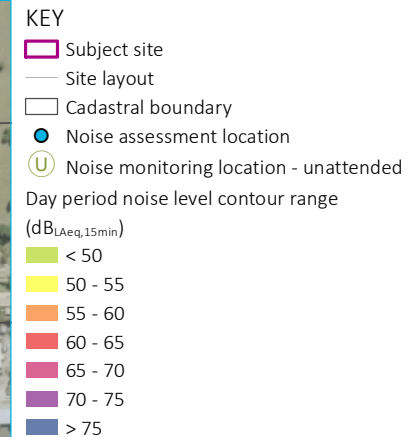 KEY
Subject site
Site layout
Cadastral boundary
Noise assessment location
U Noise monitoring location - unattended
Day period noise level contour range
(dBLAeq,15min)
< 50
50 - 55
55 - 60
60 - 65
65 - 70
70 - 75
> 75